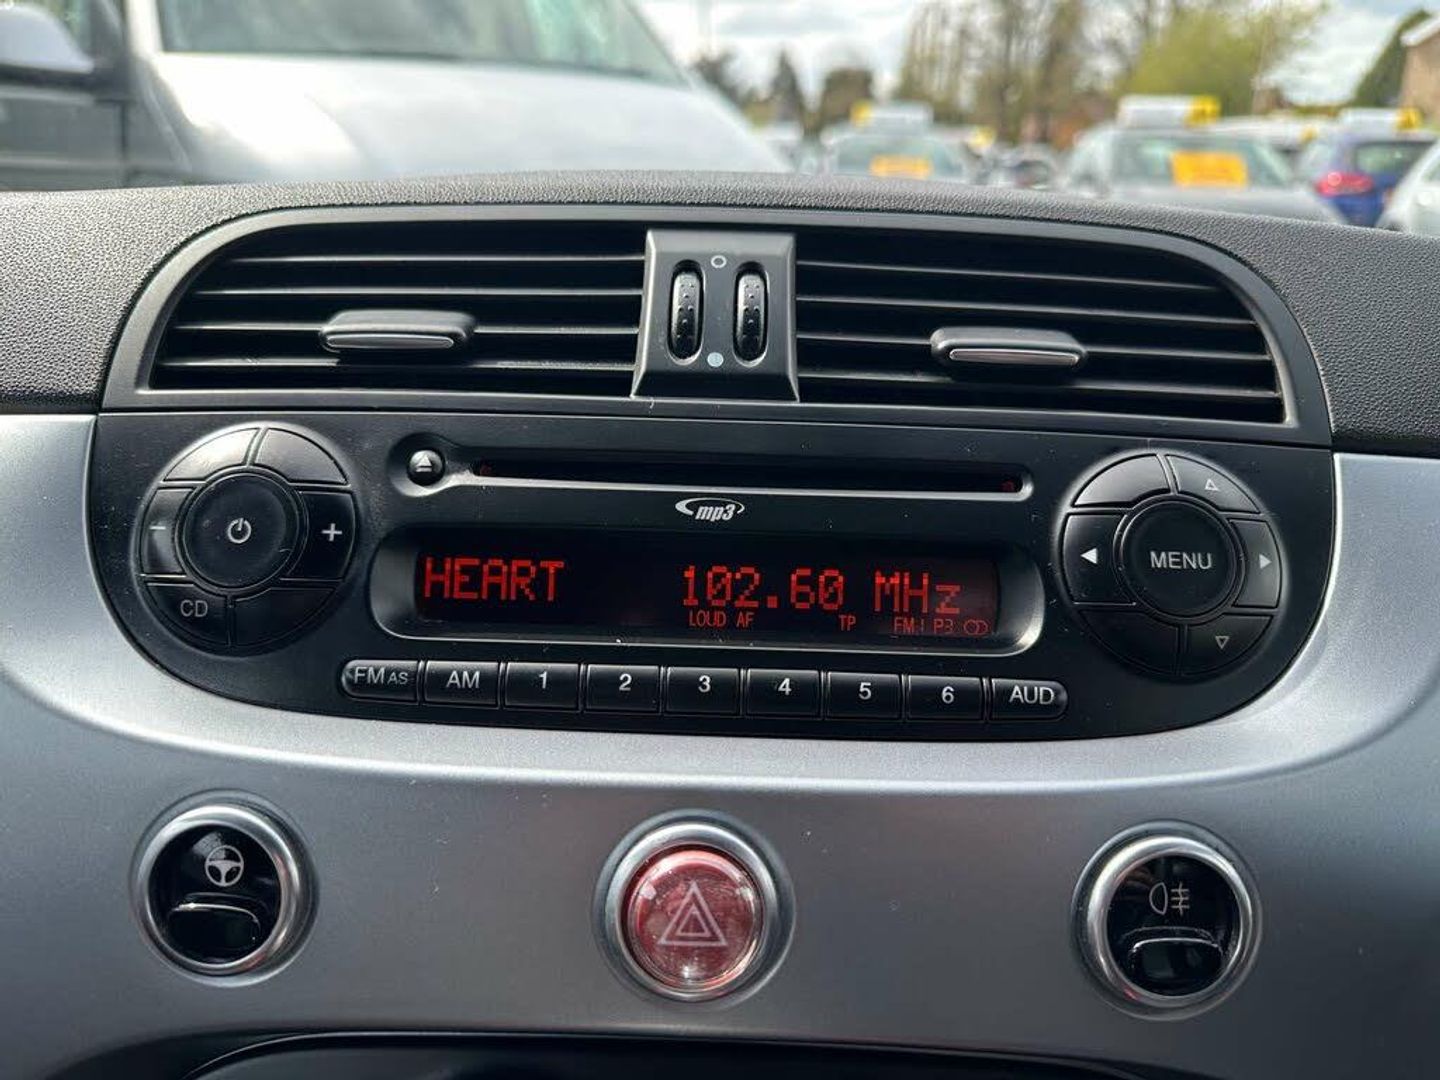 mp3
HEART 102.60 MHz
LOUD AF TP FM1 P3
− +
CD
MENU
FM AS AM 1 2 3 4 5 6 AUD